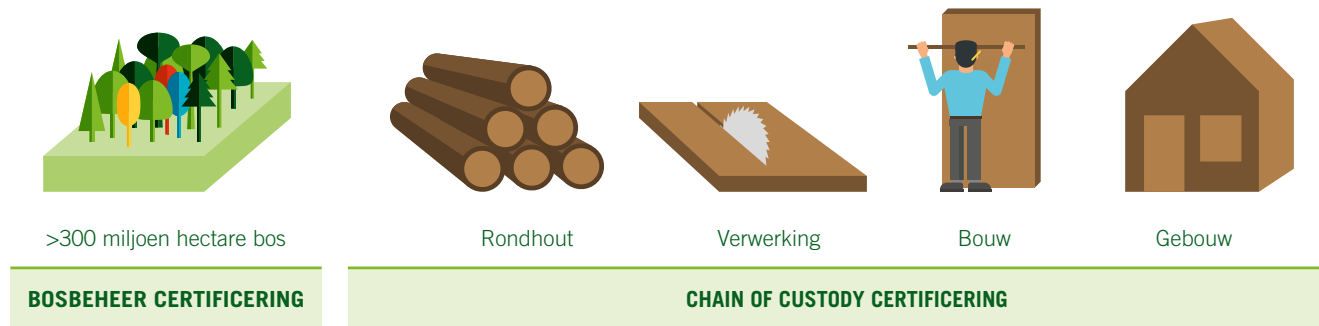 >300 miljoen hectare bos
Rondhout
Verwerking
Bouw
Gebouw
BOSBEHEER CERTIFICERING
CHAIN OF CUSTODY CERTIFICERING